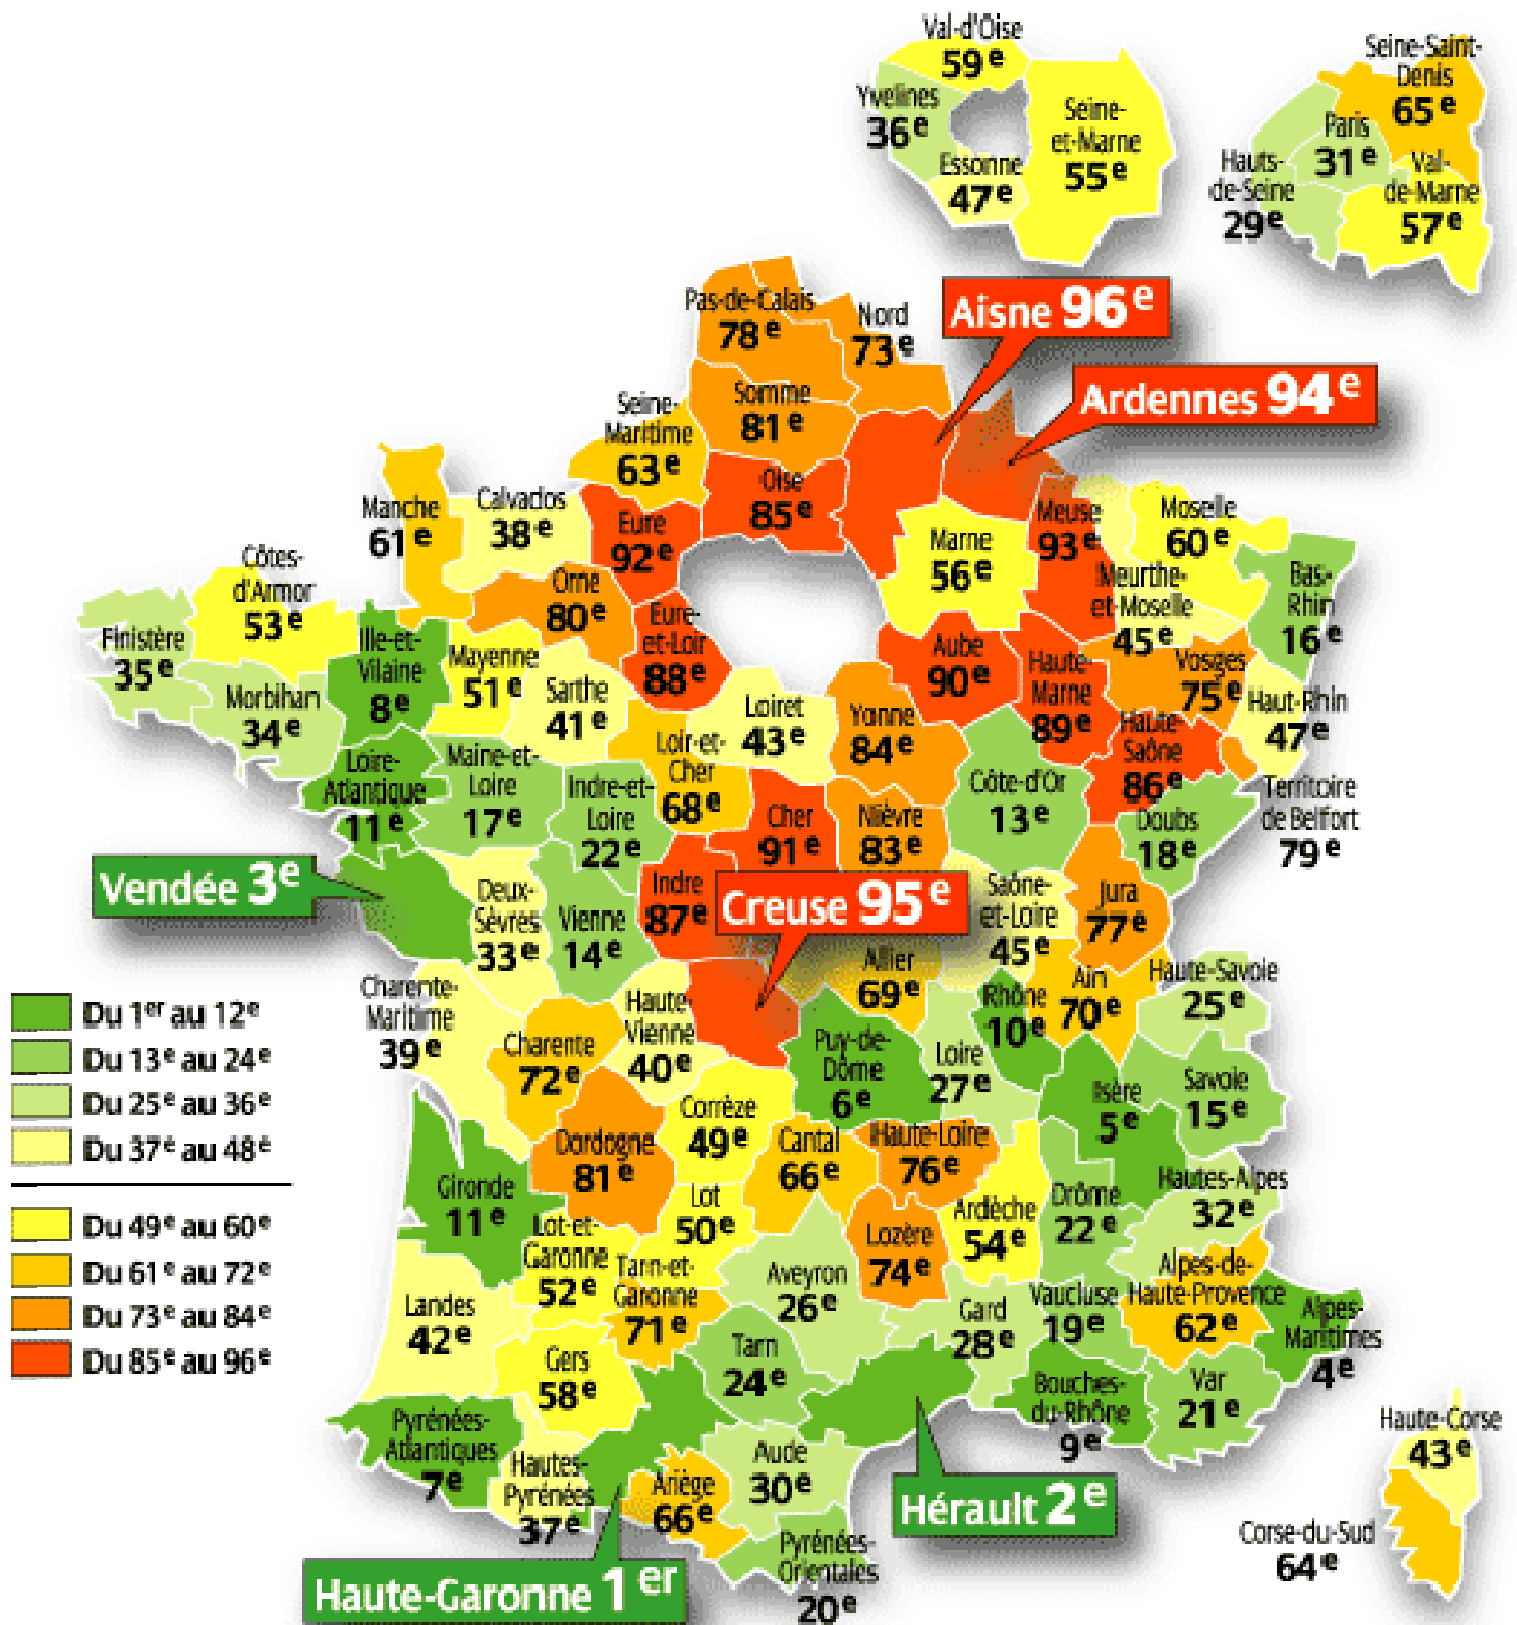 Val-d'Oise
59e
Yvelines
36e
Essonne
47e
Seine-
et-Marne
55e
Seine-Saint-
Denis
65e
Paris
31e
Hauts-
de-Seine
29e
Val-
de-Marne
57e
Aisne 96e
Ardennes 94e
Pas-de-Calais
78e
Nord
73e
Somme
81e
Seine-
Maritime
63e
Oise
85e
Manche
61e
Calvados
38e
Eure
92e
Marne
56e
Meuse
93e
Moselle
60e
Meurthe-
et-Moselle
45e
Bas-
Rhin
16e
Côtes-
d'Armor
53e
Finistère
35e
Morbihan
34e
Ille-et-
Vilaine
8e
Mayenne
51e
Orne
80e
Sarthe
41e
Eure-
et-Loir
88e
Loiret
43e
Yonne
84e
Aube
90e
Haute-
Marne
89e
Vosges
75e
Haut-Rhin
47e
Haute-
Saône
86e
Territoire
de Belfort
79e
Loire-
Atlantique
11e
Maine-et-
Loire
17e
Indre-et-
Loire
22e
Loir-et-
Cher
68e
Cher
91e
Nièvre
83e
Côte-d'Or
13e
Doubs
18e
Vendée 3e
Deux-
Sèvres
33e
Vienne
14e
Indre
87e
Creuse 95e
Saône-
et-Loire
45e
Jura
77e
Allier
69e
Charente-
Maritime
39e
Charente
72e
Haute-
Vienne
40e
Puy-de-
Dôme
6e
Loire
27e
Rhône
10e
Ain
70e
Haute-Savoie
25e
Savoie
15e
Isère
5e
Du 1er au 12e
Du 13e au 24e
Du 25e au 36e
Du 37e au 48e
Du 49e au 60e
Du 61e au 72e
Du 73e au 84e
Du 85e au 96e
Gironde
11e
Dordogne
81e
Corrèze
49e
Cantal
66e
Haute-Loire
76e
Lot
50e
Lot-et-
Garonne
52e
Tarn-et-
Garonne
71e
Aveyron
26e
Lozère
74e
Ardèche
54e
Drôme
22e
Hautes-Alpes
32e
Alpes-de-
Haute-Provence
62e
Alpes-
Maritimes
4e
Vaucluse
19e
Gard
28e
Landes
42e
Gers
58e
Tarn
24e
Bouches-
du-Rhône
9e
Var
21e
Pyrénées-
Atlantiques
7e
Hautes-
Pyrénées
37e
Ariège
66e
Aude
30e
Pyrénées-
Orientales
20e
Hérault 2e
Haute-Garonne 1er
Haute-Corse
43e
Corse-du-Sud
64e